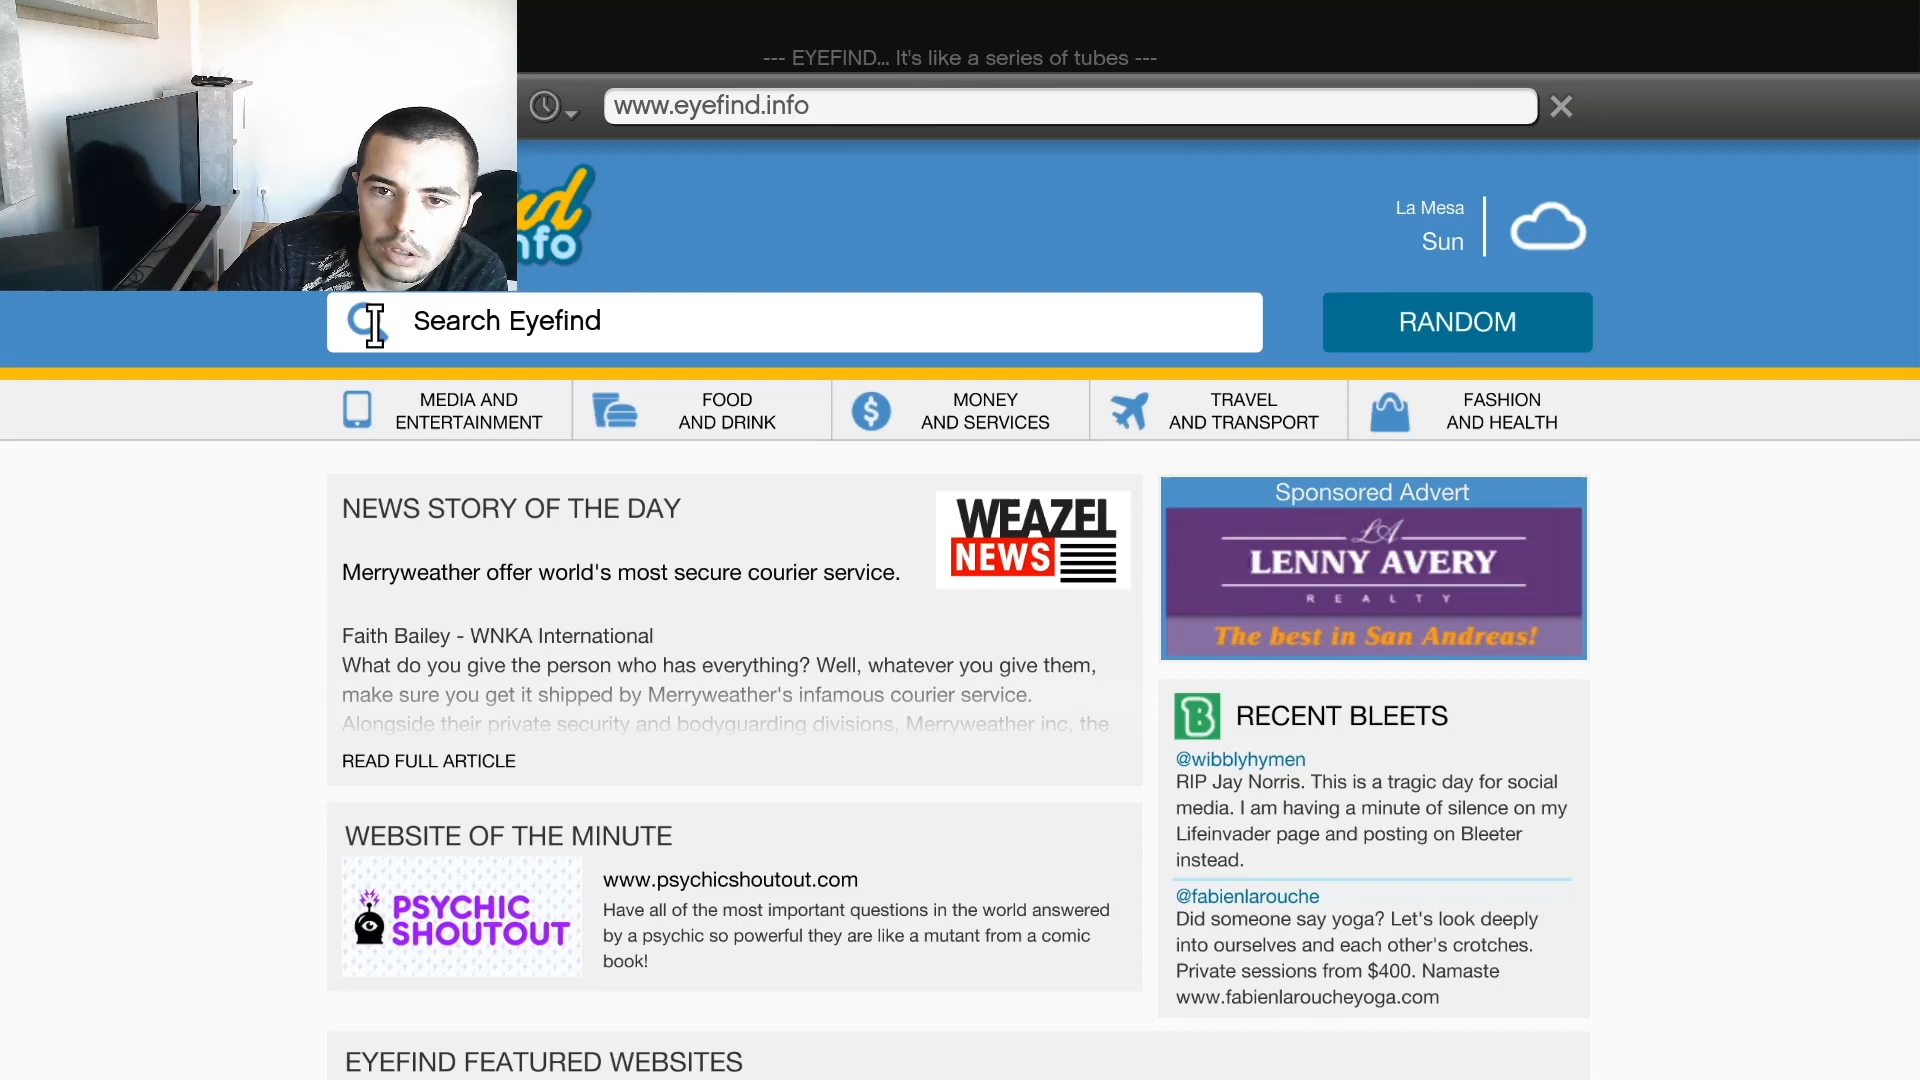 --- EYEFIND... It's like a series of tubes ---
www.eyefind.info
nd
nfo
La Mesa
Sun
Search Eyefind
RANDOM
MEDIA AND
ENTERTAINMENT
FOOD
AND DRINK
MONEY
AND SERVICES
TRAVEL
AND TRANSPORT
FASHION
AND HEALTH
NEWS STORY OF THE DAY
WEAZEL
NEWS
Merryweather offer world's most secure courier service.
Faith Bailey - WNKA International
What do you give the person who has everything? Well, whatever you give them,
make sure you get it shipped by Merryweather's infamous courier service.
Alongside their private security and bodyguarding divisions, Merryweather inc, the
READ FULL ARTICLE
Sponsored Advert
LA
LENNY AVERY
REALTY
The best in San Andreas!
B RECENT BLEETS
@wibblyhymen
RIP Jay Norris. This is a tragic day for social
media. I am having a minute of silence on my
Lifeinvader page and posting on Bleeter
instead.
@fabienlarouche
Did someone say yoga? Let's look deeply
into ourselves and each other's crotches.
Private sessions from $400. Namaste
www.fabienlaroucheyoga.com
WEBSITE OF THE MINUTE
PSYCHIC
SHOUTOUT
www.psychicshoutout.com
Have all of the most important questions in the world answered
by a psychic so powerful they are like a mutant from a comic
book!
EYEFIND FEATURED WEBSITES